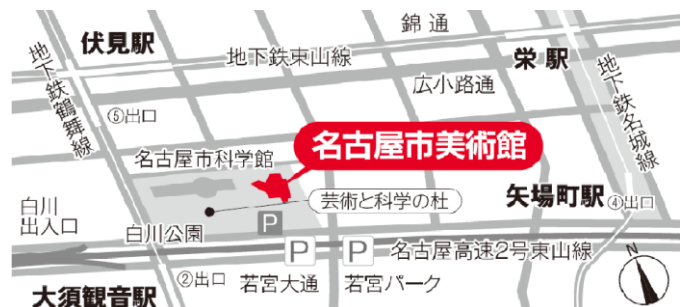 錦通
伏見駅
地下鉄東山線
栄駅
広小路通
地下鉄鶴舞線
地下鉄名城線
⑤出口
名古屋市科学館
名古屋市美術館
芸術と科学の杜
矢場町駅
④出口
白川
出入口
白川公園
P
P
P
名古屋高速2号東山線
②出口
若宮大通
若宮パーク
大須観音駅
N